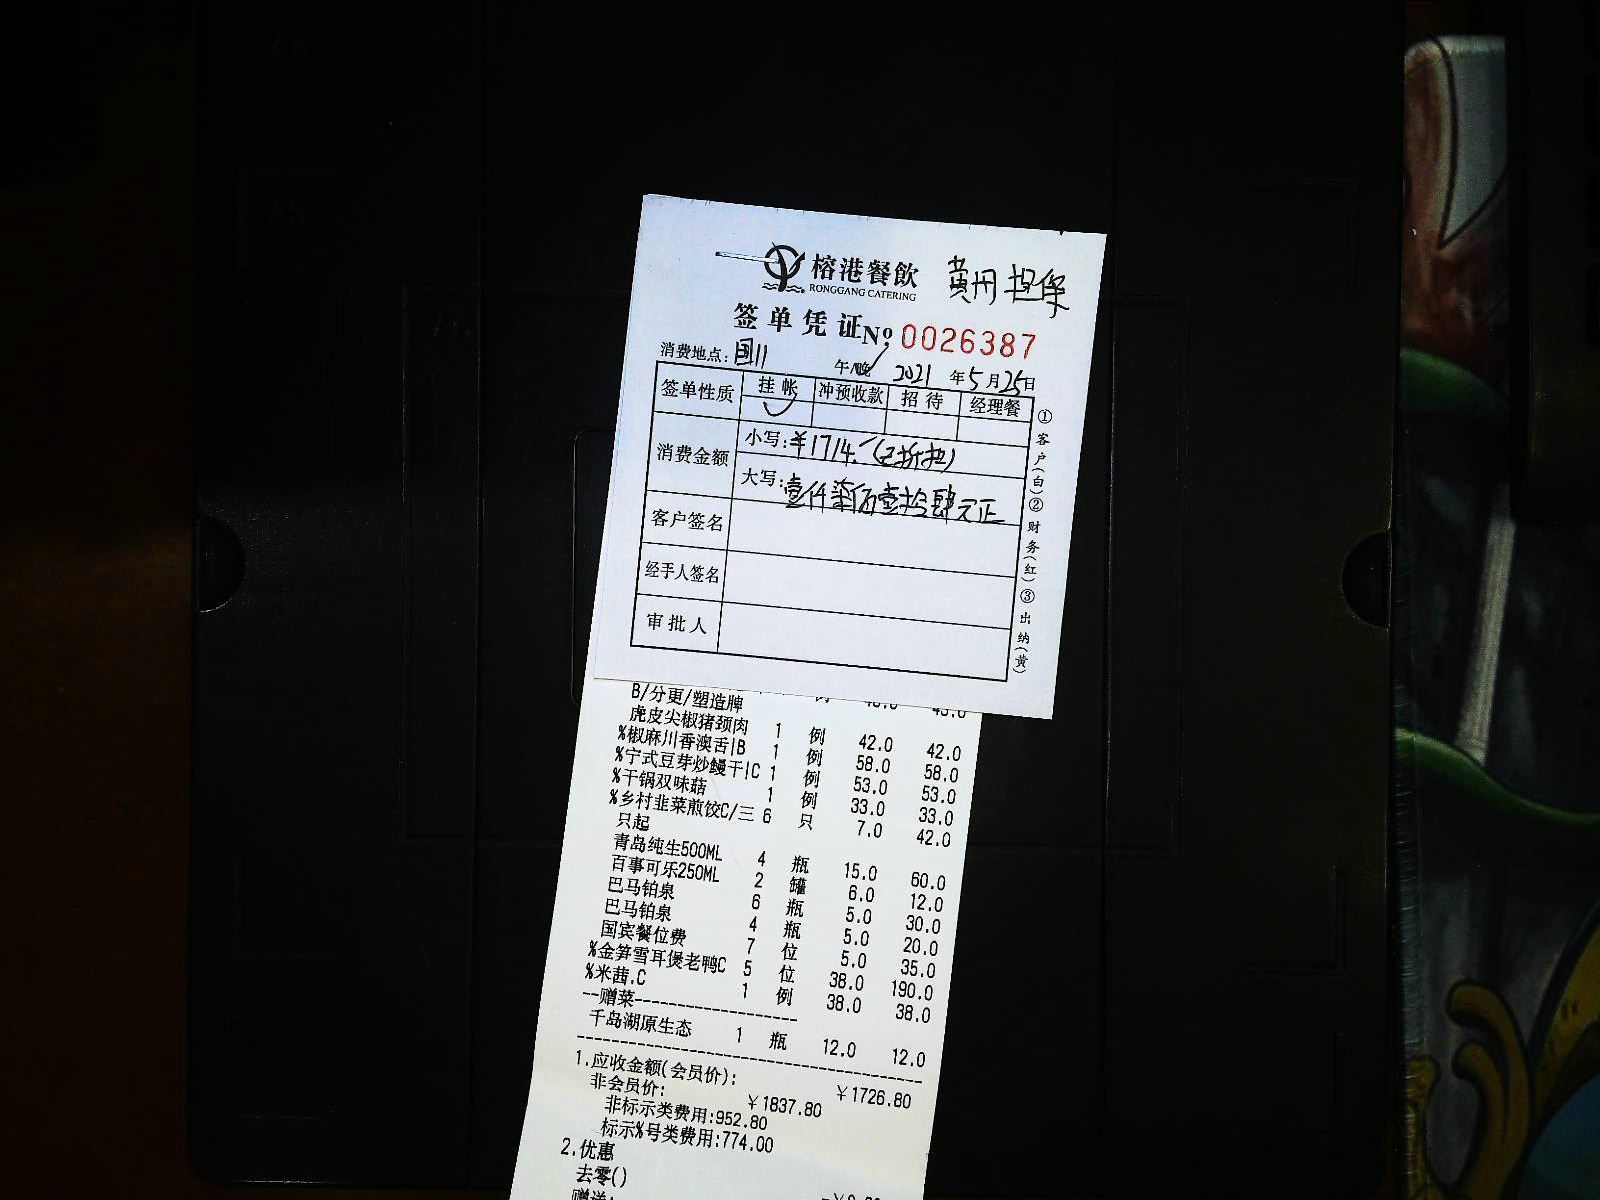 榕港餐飲 黄丹担保
RONGGANG CATERING
签单凭证 No 0026387
消费地点: 国11 午/晚 2021年5月25日
签单性质 挂帐 冲预收款 招待 经理餐
消费金额 小写:¥1714.-(已折扣)
大写:壹仟柒佰壹拾肆元正
客户签名
经手人签名
审批人
①客户(白)②财务(红)③出纳(黄)
B/分更/塑造牌
虎皮尖椒猪颈肉 1 例 42.0 42.0
%椒麻川香澳舌|B 1 例 58.0 58.0
%宁式豆芽炒鳗干|C 1 例 53.0 53.0
%干锅双味菇 1 例 33.0 33.0
%乡村韭菜煎饺C/三 6 只 7.0 42.0
只起
青岛纯生500ML 4 瓶 15.0 60.0
百事可乐250ML 2 罐 6.0 12.0
巴马铂泉 6 瓶 5.0 30.0
巴马铂泉 4 瓶 5.0 20.0
国宾餐位费 7 位 5.0 35.0
%金笋雪耳煲老鸭C 5 位 38.0 190.0
%米茜.C 1 例 38.0 38.0
--赠菜--------------------
千岛湖原生态 1 瓶 12.0 12.0
1.应收金额(会员价): ￥1726.80
非会员价: ￥1837.80
非标示类费用:952.80
标示%号类费用:774.00
2.优惠
去零()